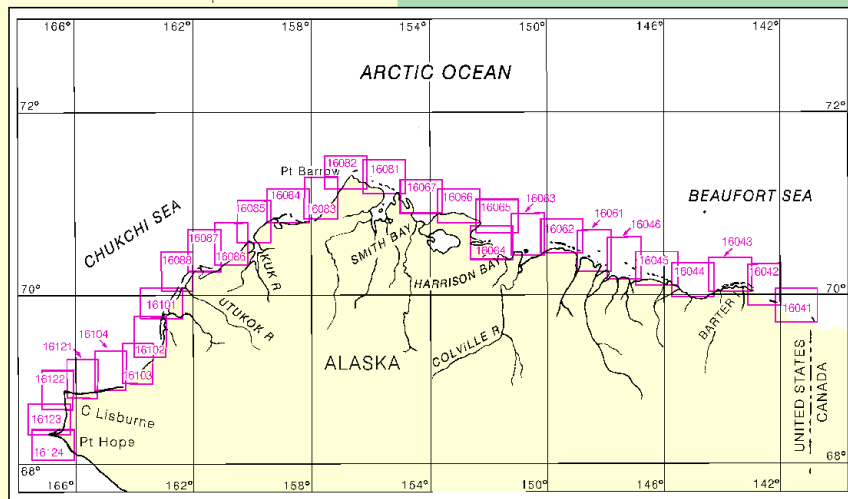 166° 162° 158° 154° 150° 146° 142°
ARCTIC OCEAN
72° 72°
Pt Barrow
16082
16081
16084
16083
16067
16066
16065
16063
BEAUFORT SEA
CHUKCHI SEA
16085
16087
16086
16088
KUK R
SMITH BAY
16064
HARRISON BAY
16062
16061
16046
16045
16044
16043
16042
16041
70° 70°
16101
UTUKOK R
BARTER I
16121
16104
16102
16103
ALASKA
COLVILLE R
16122
C Lisburne
16123
Pt Hope
16124
UNITED STATES
CANADA
68° 68°
166° 162° 158° 154° 150° 146° 142°